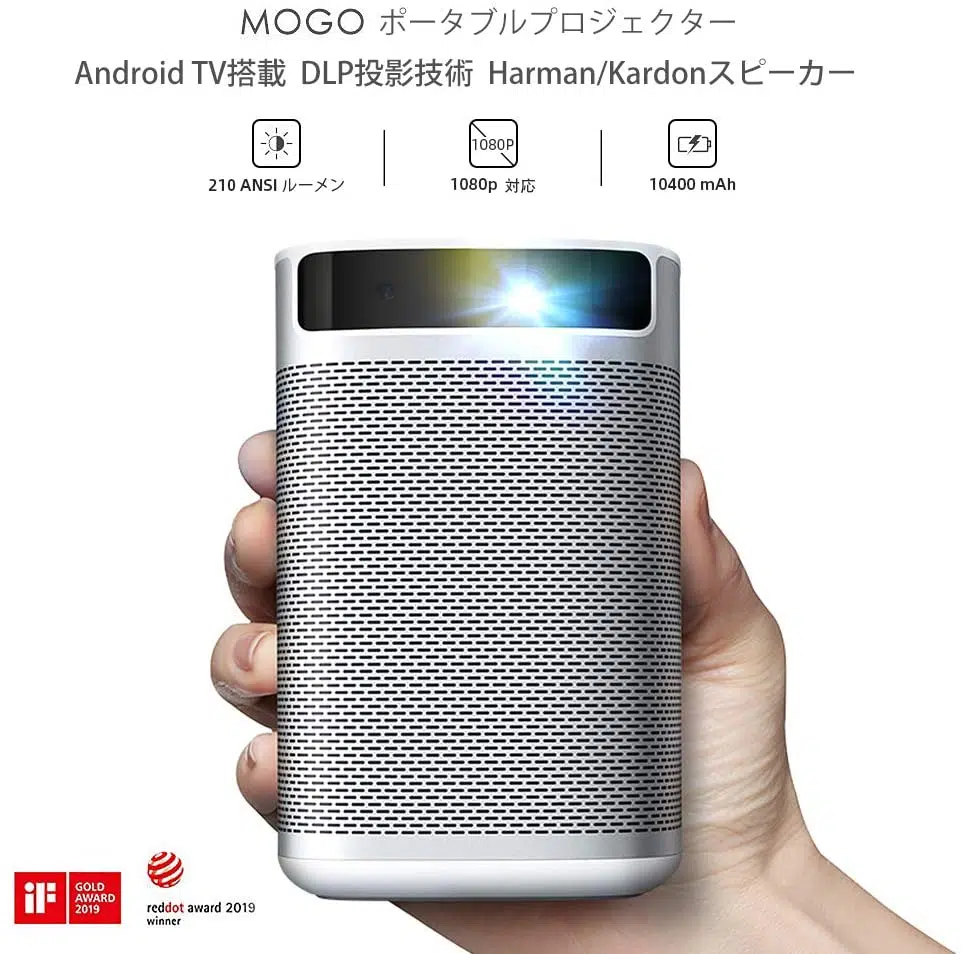 MOGO ポータブルプロジェクター
Android TV搭載 DLP投影技術 Harman/Kardonスピーカー
1080P
210 ANSI ルーメン
1080p 対応
10400 mAh
iF
GOLD
AWARD
2019
reddot award 2019
winner